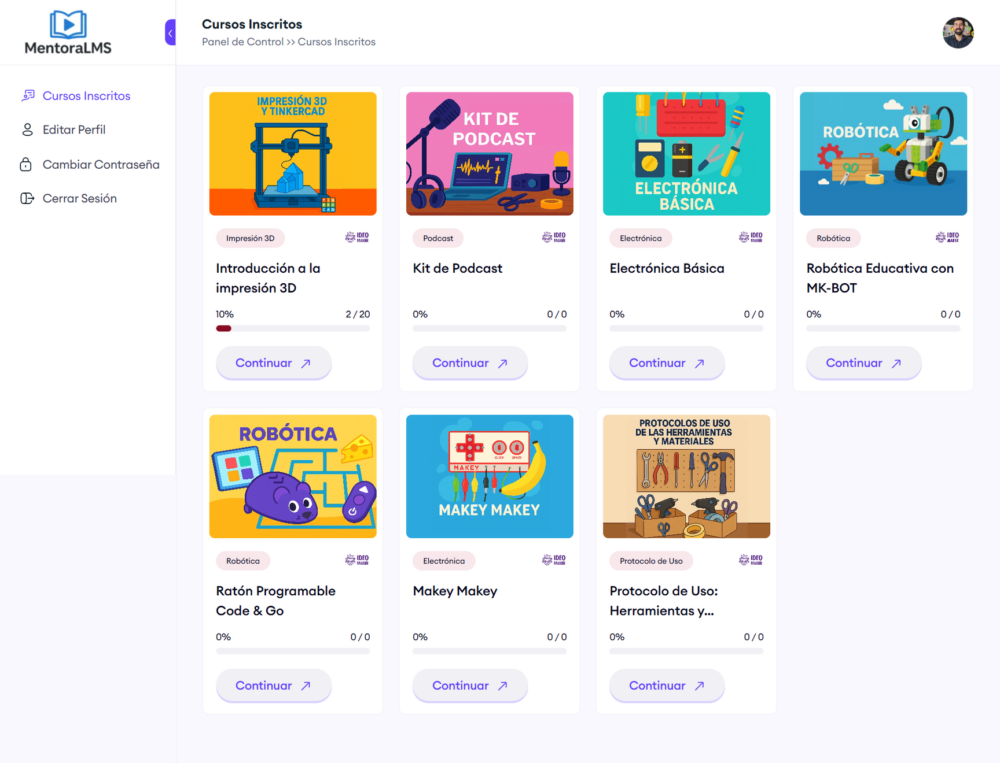 MentoraLMS
Cursos Inscritos
Panel de Control >> Cursos Inscritos
Cursos Inscritos
Editar Perfil
Cambiar Contraseña
Cerrar Sesión
IMPRESIÓN 3D
Y TINKERCAD
TIN
KER
CAD
Impresión 3D
IDEO
MAKER
Introducción a la
impresión 3D
10% 2 / 20
Continuar
KIT DE
PODCAST
Podcast
IDEO
MAKER
Kit de Podcast
0% 0 / 0
Continuar
ELECTRÓNICA
BÁSICA
Electrónica
IDEO
MAKER
Electrónica Básica
0% 0 / 0
Continuar
ROBÓTICA
Robótica
IDEO
MAKER
Robótica Educativa con
MK-BOT
0% 0 / 0
Continuar
ROBÓTICA
Robótica
IDEO
MAKER
Ratón Programable
Code & Go
0% 0 / 0
Continuar
CLICK SPACE
MAKEY
MAKEY MAKEY
Electrónica
IDEO
MAKER
Makey Makey
0% 0 / 0
Continuar
PROTOCOLOS DE USO
DE LAS HERRAMIENTAS
Y MATERIALES
Protocolo de Uso
IDEO
MAKER
Protocolo de Uso:
Herramientas y...
0% 0 / 0
Continuar